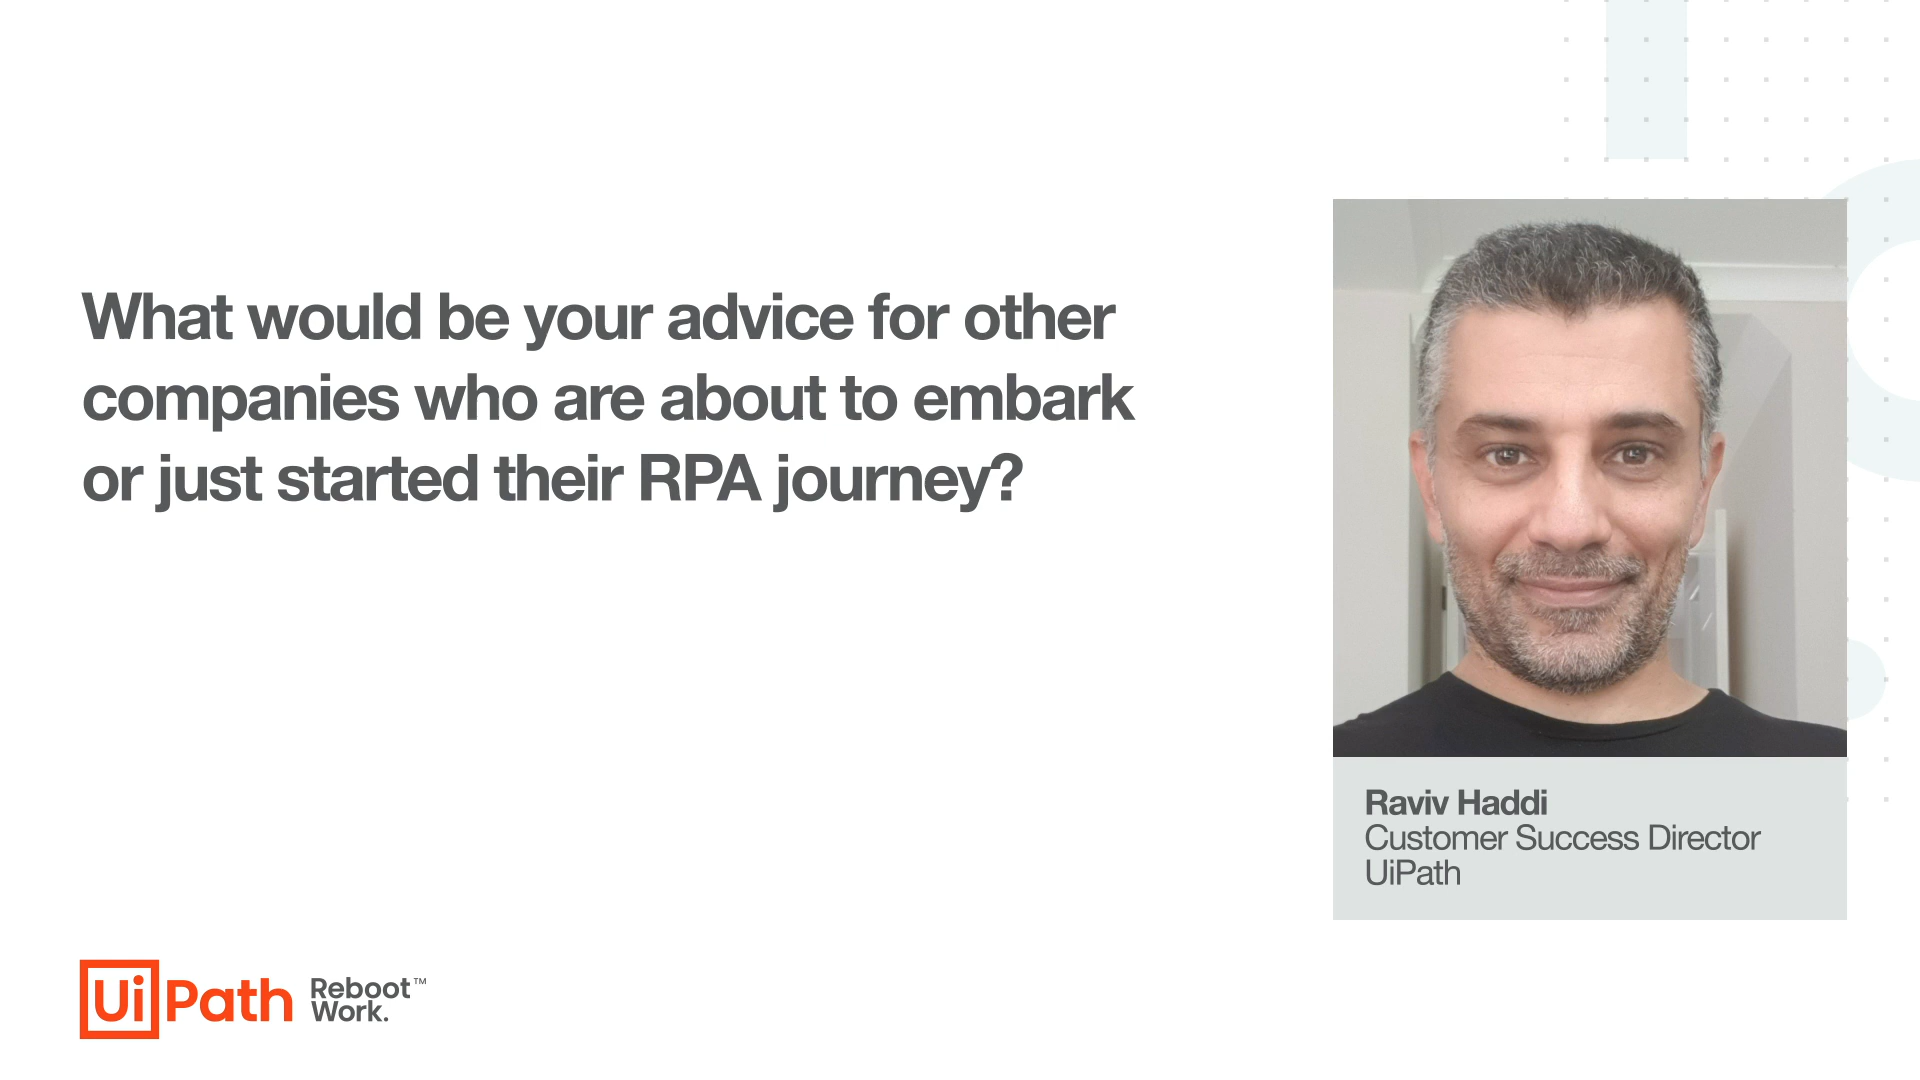 What would be your advice for other
companies who are about to embark
or just started their RPA journey?
Raviv Haddi
Customer Success Director
UiPath
UiPath Reboot™
Work.